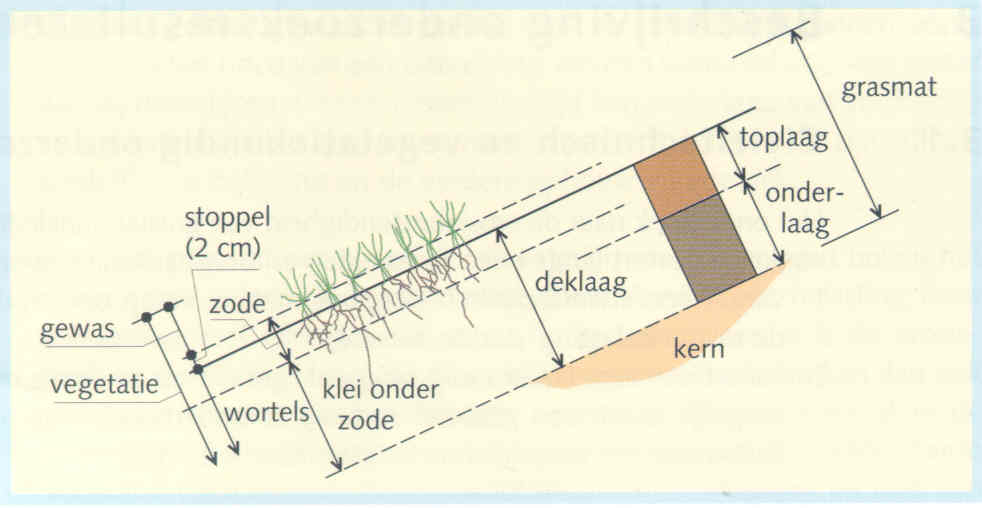 grasmat
toplaag
onder-
laag
stoppel
(2 cm)
deklaag
zode
gewas
kern
vegetatie
klei onder
zode
wortels